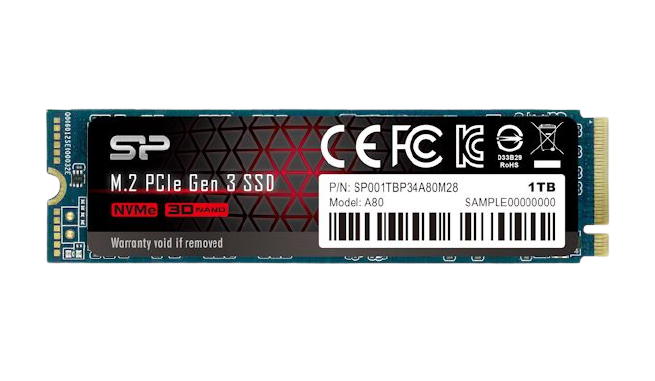 SP
M.2 PCIe Gen 3 SSD
NVMe 3D NAND
Warranty void if removed
CE FC KC
D33B29
RoHS
P/N: SP001TBP34A80M28 1TB
Model: A80 SAMPLE00000000